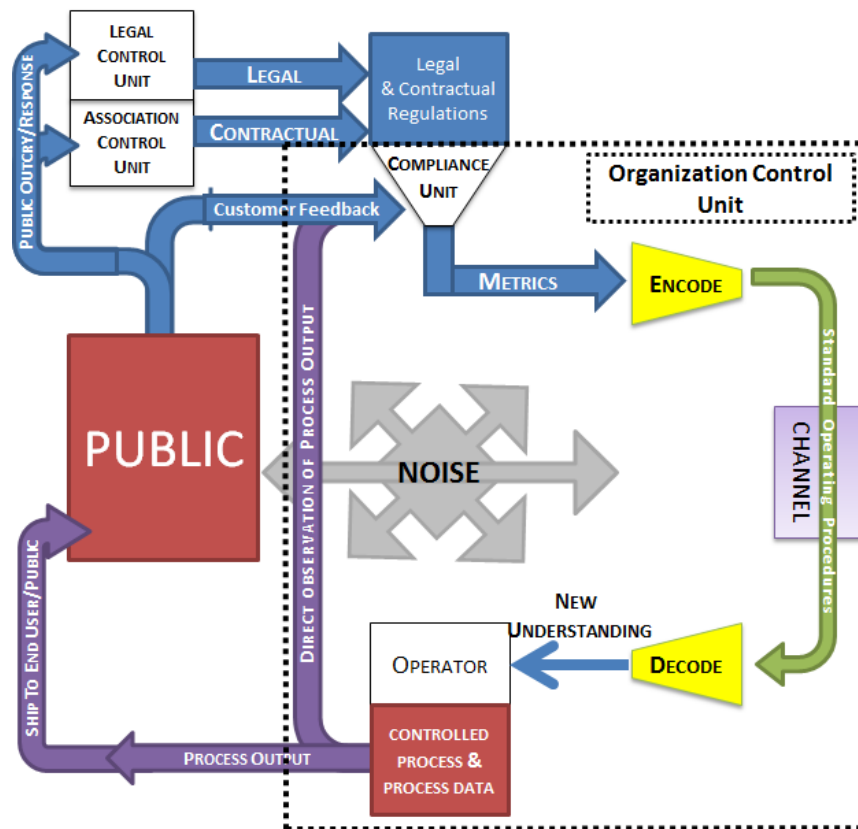 LEGAL
CONTROL
UNIT
ASSOCIATION
CONTROL
UNIT
LEGAL
CONTRACTUAL
Legal
& Contractual
Regulations
COMPLIANCE
UNIT
Organization Control
Unit
PUBLIC OUTCRY/RESPONSE
Customer Feedback
METRICS
ENCODE
Standard Operating Procedures
CHANNEL
PUBLIC
DIRECT OBSERVATION OF PROCESS OUTPUT
NOISE
SHIP TO END USER/PUBLIC
NEW
UNDERSTANDING
OPERATOR
DECODE
CONTROLLED
PROCESS &
PROCESS DATA
PROCESS OUTPUT